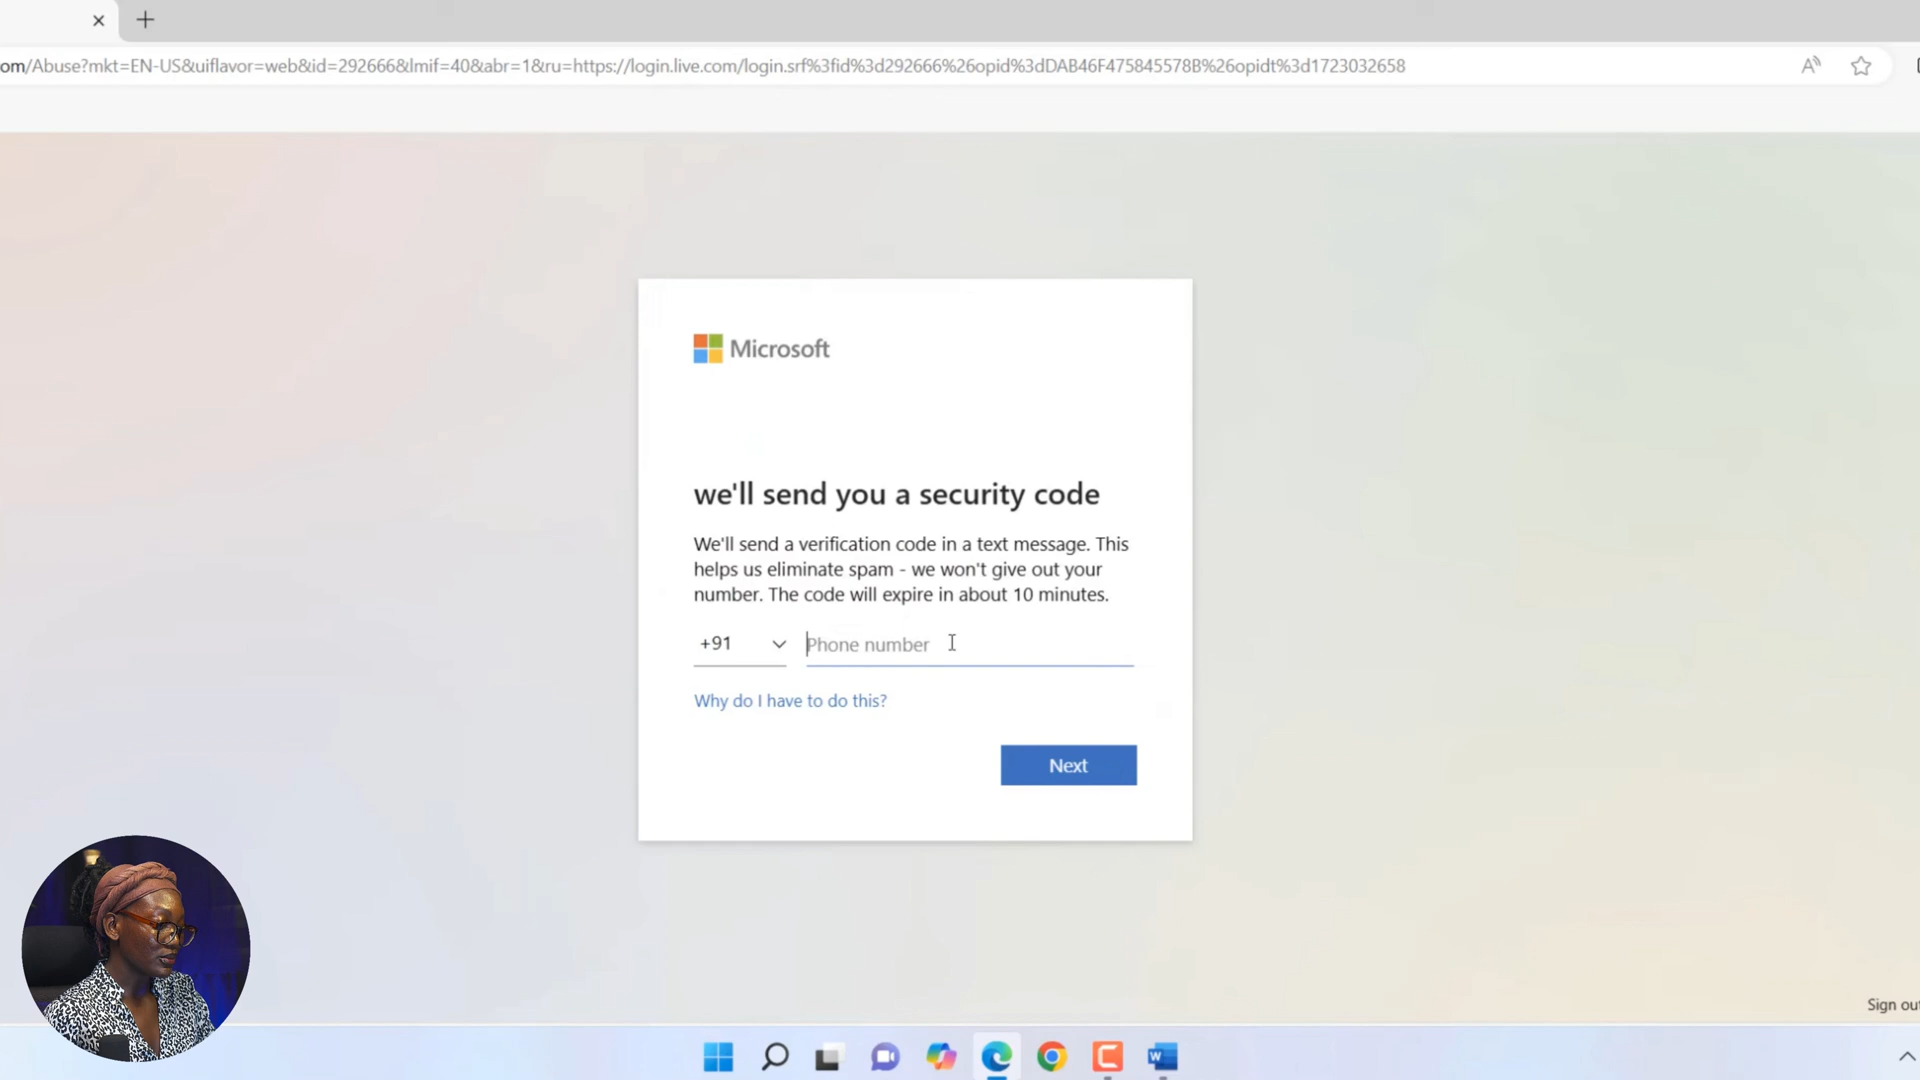 om/Abuse?mkt=EN-US&uiflavor=web&id=292666&lmif=40&abr=1&ru=https://login.live.com/login.srf%3fid%3d292666%26opid%3dDAB46F475845578B%26opidt%3d1723032658
Microsoft
we'll send you a security code
We'll send a verification code in a text message. This
helps us eliminate spam - we won't give out your
number. The code will expire in about 10 minutes.
+91 Phone number
Why do I have to do this?
Next
Sign out